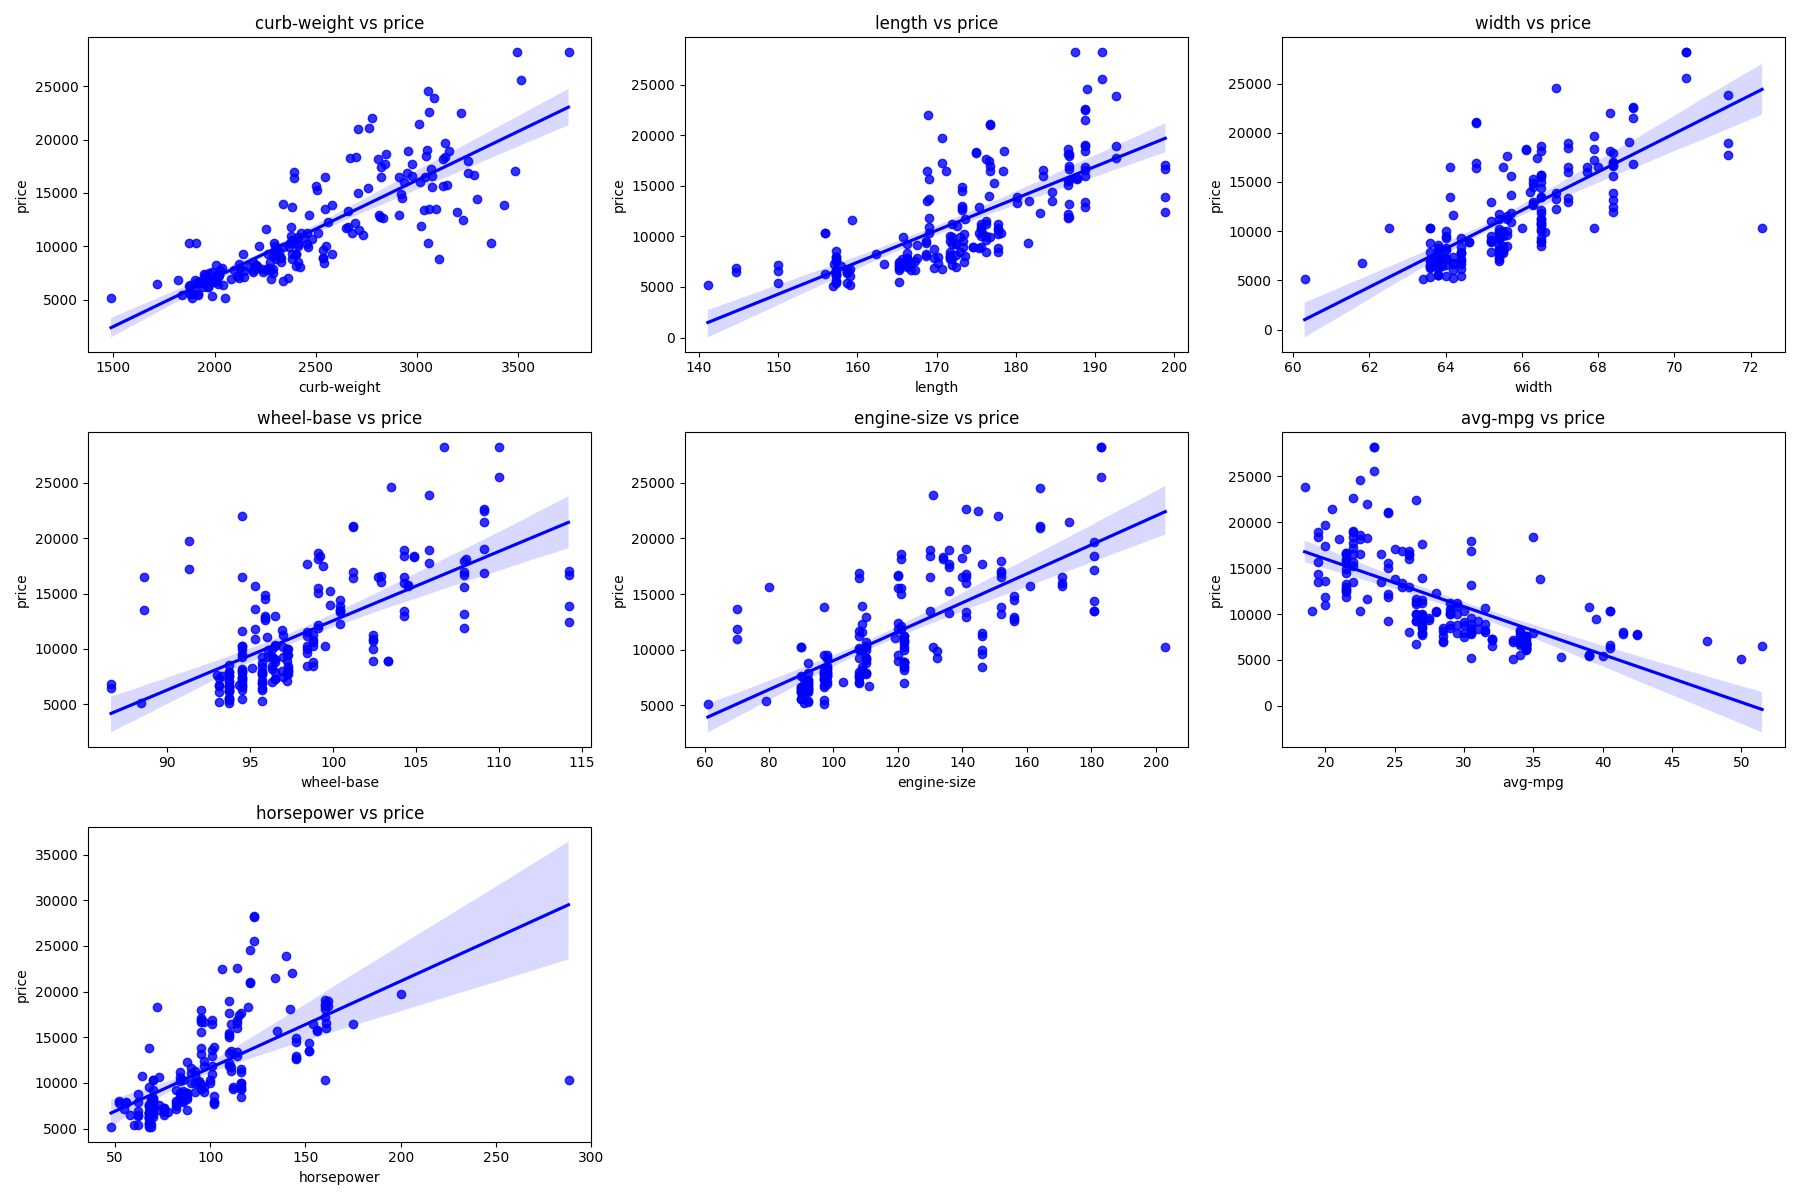 curb-weight vs price
price
25000
20000
15000
10000
5000
1500 2000 2500 3000 3500
curb-weight
length vs price
price
25000
20000
15000
10000
5000
0
140 150 160 170 180 190 200
length
width vs price
price
25000
20000
15000
10000
5000
0
60 62 64 66 68 70 72
width
wheel-base vs price
price
25000
20000
15000
10000
5000
90 95 100 105 110 115
wheel-base
engine-size vs price
price
25000
20000
15000
10000
5000
60 80 100 120 140 160 180 200
engine-size
avg-mpg vs price
price
25000
20000
15000
10000
5000
0
20 25 30 35 40 45 50
avg-mpg
horsepower vs price
price
35000
30000
25000
20000
15000
10000
5000
50 100 150 200 250 300
horsepower